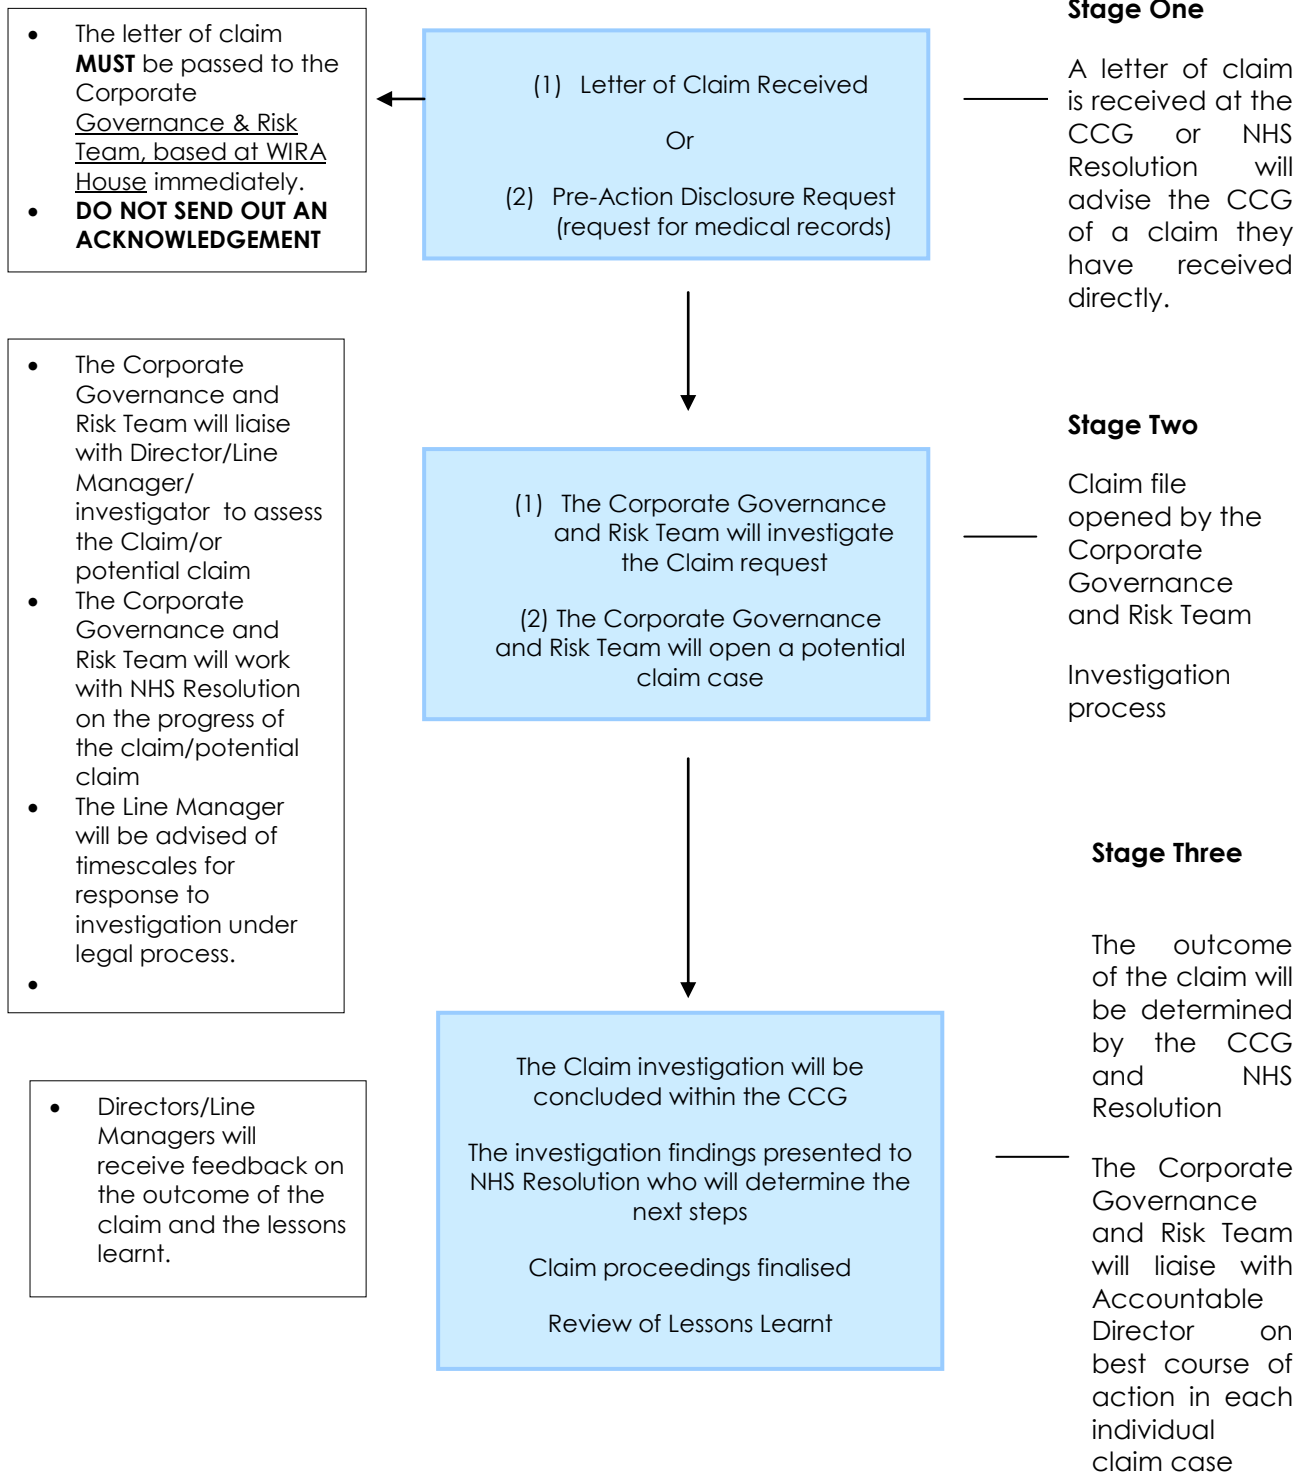 Stage One
• The letter of claim
MUST be passed to the
Corporate
Governance & Risk
Team, based at WIRA
House immediately.
• DO NOT SEND OUT AN
ACKNOWLEDGEMENT
(1) Letter of Claim Received
Or
(2) Pre-Action Disclosure Request
(request for medical records)
A letter of claim
is received at the
CCG or NHS
Resolution will
advise the CCG
of a claim they
have received
directly.
• The Corporate
Governance and
Risk Team will liaise
with Director/Line
Manager/
investigator to assess
the Claim/or
potential claim
• The Corporate
Governance and
Risk Team will work
with NHS Resolution
on the progress of
the claim/potential
claim
• The Line Manager
will be advised of
timescales for
response to
investigation under
legal process.
•
(1) The Corporate Governance
and Risk Team will investigate
the Claim request
(2) The Corporate Governance
and Risk Team will open a potential
claim case
Stage Two
Claim file
opened by the
Corporate
Governance
and Risk Team
Investigation
process
• Directors/Line
Managers will
receive feedback on
the outcome of the
claim and the lessons
learnt.
The Claim investigation will be
concluded within the CCG
The investigation findings presented to
NHS Resolution who will determine the
next steps
Claim proceedings finalised
Review of Lessons Learnt
Stage Three
The outcome
of the claim will
be determined
by the CCG
and NHS
Resolution
The Corporate
Governance
and Risk Team
will liaise with
Accountable
Director on
best course of
action in each
individual
claim case